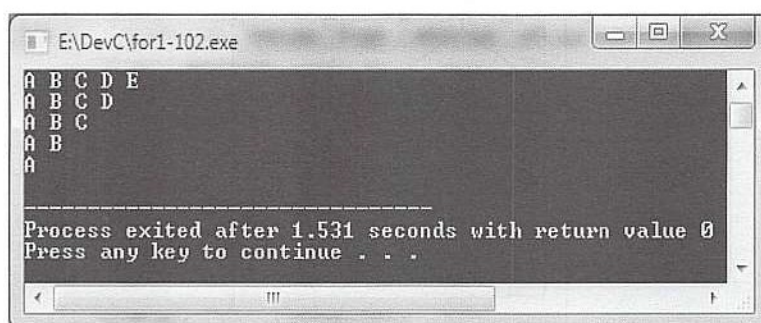 E:\DevC\for1-102.exe
A B C D E
A B C D
A B C
A B
A
--------------------------------
Process exited after 1.531 seconds with return value 0
Press any key to continue . . .